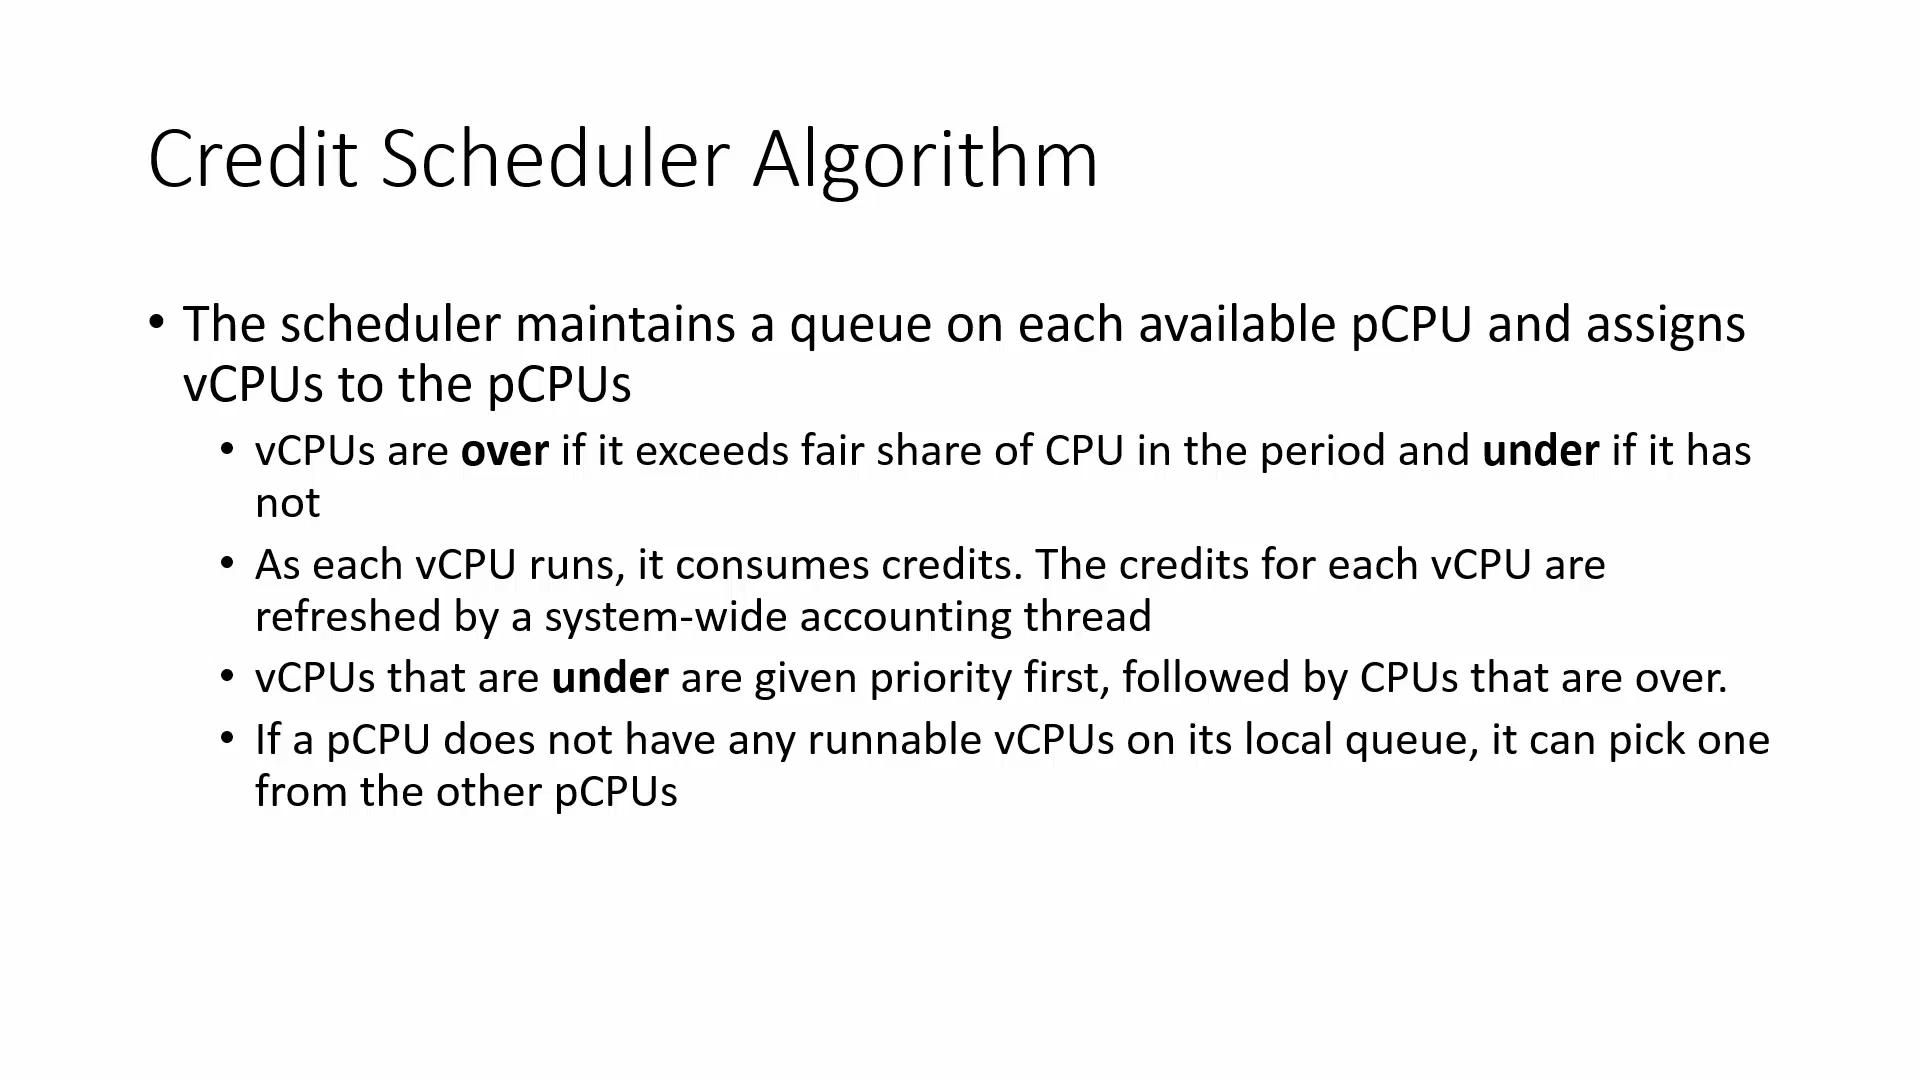 Credit Scheduler Algorithm
• The scheduler maintains a queue on each available pCPU and assigns
vCPUs to the pCPUs
• vCPUs are over if it exceeds fair share of CPU in the period and under if it has
not
• As each vCPU runs, it consumes credits. The credits for each vCPU are
refreshed by a system-wide accounting thread
• vCPUs that are under are given priority first, followed by CPUs that are over.
• If a pCPU does not have any runnable vCPUs on its local queue, it can pick one
from the other pCPUs